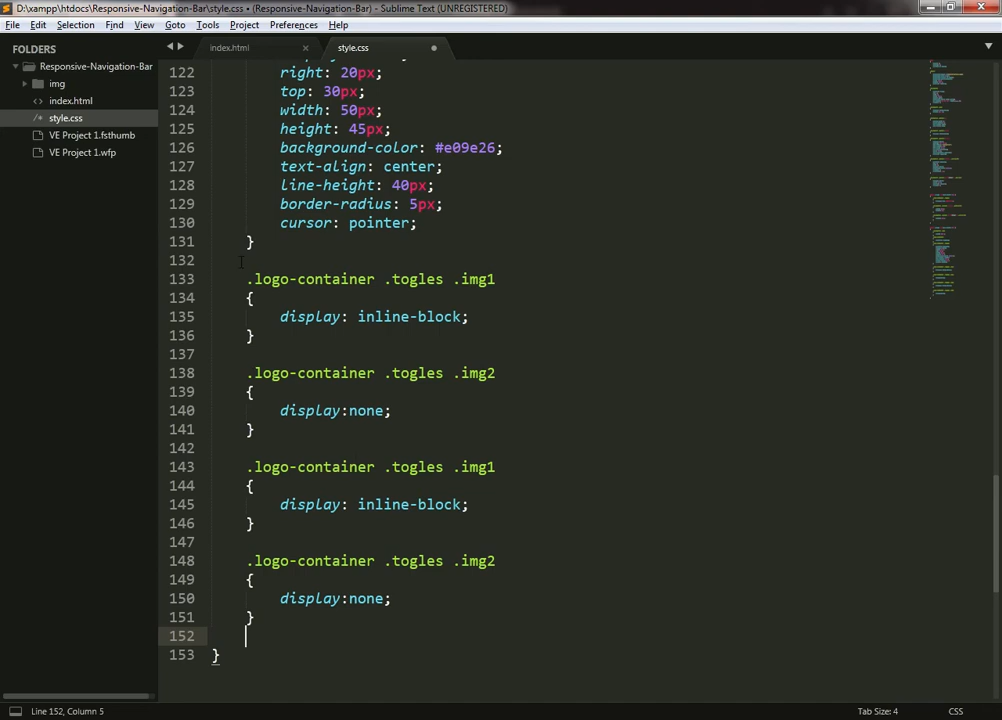 D:\xampp\htdocs\Responsive-Navigation-Bar\style.css • (Responsive-Navigation-Bar) - Sublime Text (UNREGISTERED)
File Edit Selection Find View Goto Tools Project Preferences Help
FOLDERS
Responsive-Navigation-Bar
img
index.html
style.css
VE Project 1.fsthumb
VE Project 1.wfp
index.html
style.css
122 right: 20px;
123 top: 30px;
124 width: 50px;
125 height: 45px;
126 background-color: #e09e26;
127 text-align: center;
128 line-height: 40px;
129 border-radius: 5px;
130 cursor: pointer;
131 }
132
133 .logo-container .togles .img1
134 {
135 display: inline-block;
136 }
137
138 .logo-container .togles .img2
139 {
140 display:none;
141 }
142
143 .logo-container .togles .img1
144 {
145 display: inline-block;
146 }
147
148 .logo-container .togles .img2
149 {
150 display:none;
151 }
152
153 }
Line 152, Column 5
Tab Size: 4
CSS